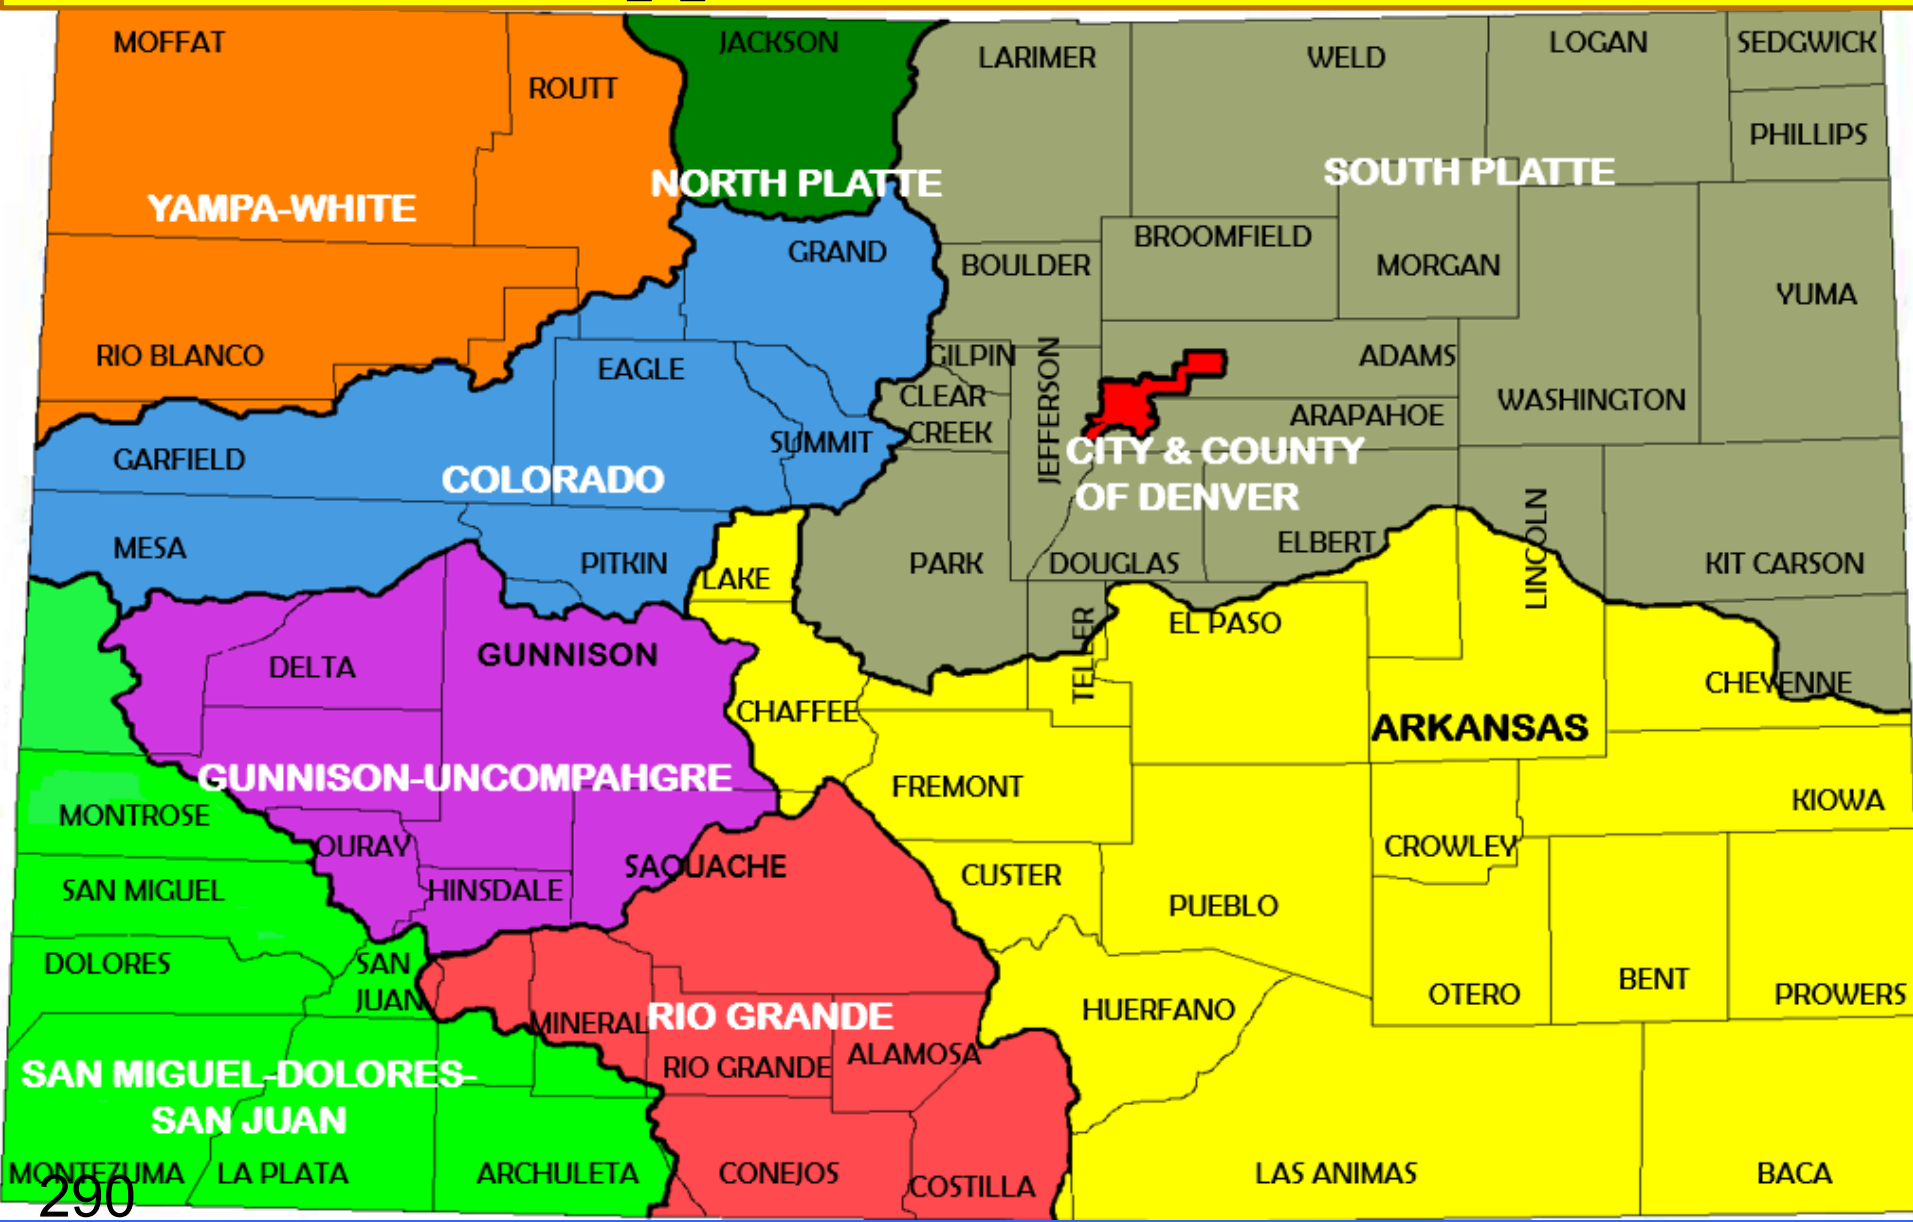 MOFFAT
JACKSON
LARIMER
WELD
LOGAN
SEDGWICK
ROUTT
PHILLIPS
YAMPA-WHITE
NORTH PLATTE
SOUTH PLATTE
GRAND
BOULDER
BROOMFIELD
MORGAN
YUMA
RIO BLANCO
EAGLE
GILPIN
JEFFERSON
ADAMS
CLEAR
CREEK
ARAPAHOE
WASHINGTON
GARFIELD
COLORADO
SUMMIT
CITY & COUNTY
OF DENVER
MESA
PITKIN
LAKE
PARK
DOUGLAS
ELBERT
LINCOLN
KIT CARSON
DELTA
GUNNISON
CHAFFEE
TELLER
EL PASO
CHEYENNE
ARKANSAS
GUNNISON-UNCOMPAHGRE
FREMONT
KIOWA
MONTROSE
OURAY
SAQUACHE
CROWLEY
SAN MIGUEL
HINSDALE
CUSTER
PUEBLO
DOLORES
SAN
JUAN
MINERAL
RIO GRANDE
HUERFANO
OTERO
BENT
PROWERS
RIO GRANDE
ALAMOSA
SAN MIGUEL-DOLORES-
SAN JUAN
MONTEZUMA
LA PLATA
ARCHULETA
CONEJOS
COSTILLA
LAS ANIMAS
BACA
290